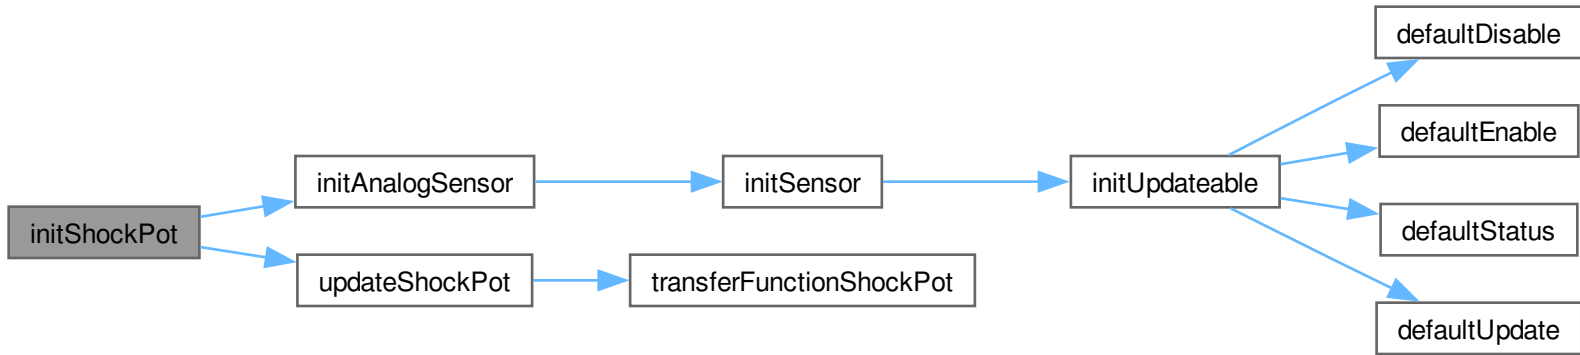 defaultDisable
defaultEnable
initAnalogSensor
initSensor
initUpdateable
initShockPot
defaultStatus
updateShockPot
transferFunctionShockPot
defaultUpdate